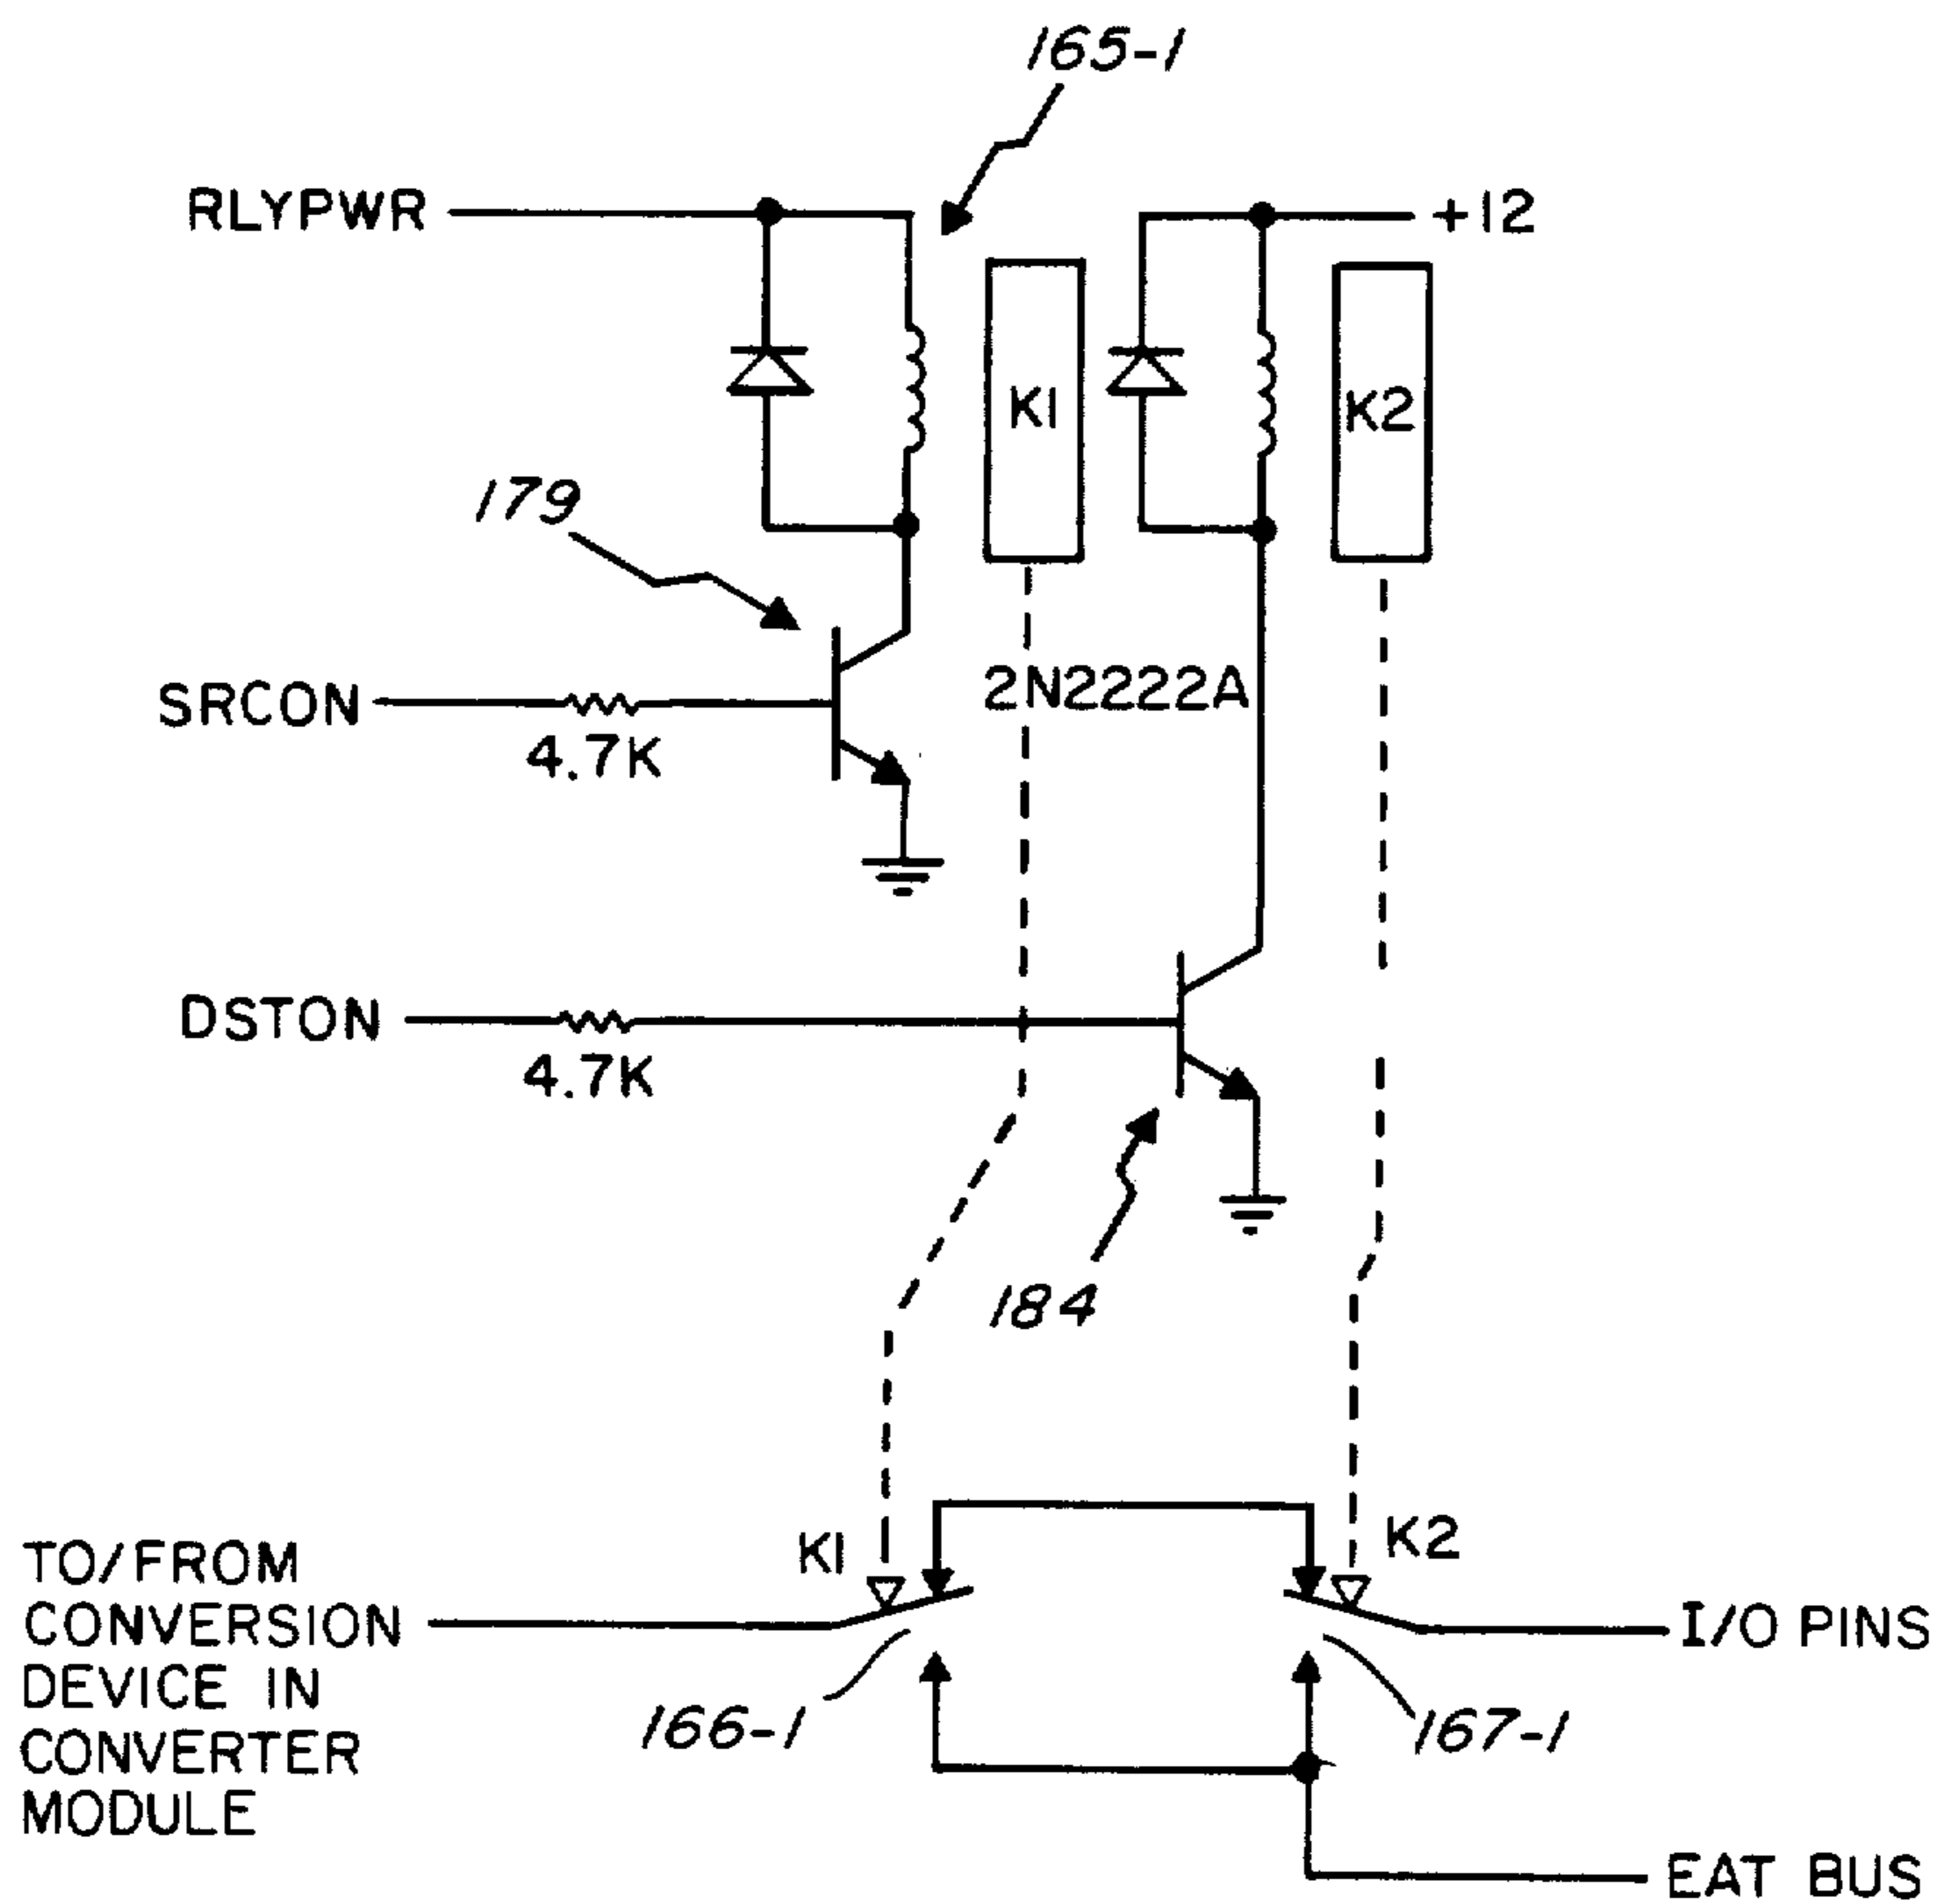 165-1
RLYPWR
+12
K1
K2
179
2N2222A
SRCON
4.7K
DSTON
4.7K
184
K1
K2
TO/FROM
CONVERSION
DEVICE IN
CONVERTER
MODULE
I/O PINS
166-1
167-1
EAT BUS